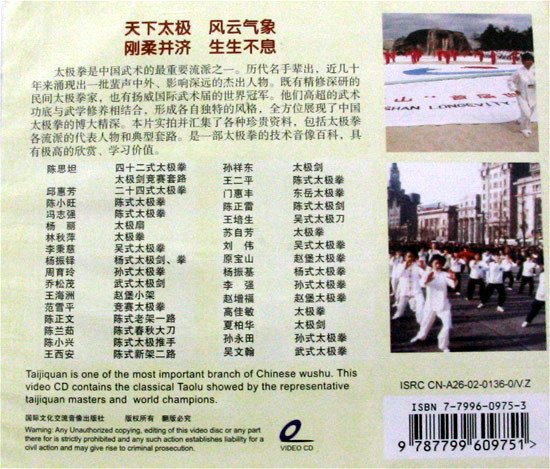 天下太极 风云气象
刚柔并济 生生不息
太极拳是中国武术的最重要流派之一。历代名手辈出，近几十
年来涌现出一批蜚声中外、影响深远的杰出人物。既有精修深研的
民间太极拳家，也有扬威国际武术届的世界冠军。他们高超的武术
功底与武学修养相结合，形成各自独特的风格，全方位展现了中国
太极拳的博大精深。本片实拍并汇集了各种珍贵资料，包括太极拳
各流派的代表人物和典型套路。是一部太极拳的技术音像百科，具
有极高的欣赏、学习价值。
陈思坦 四十二式太极拳
太极剑竞赛套路
邱惠芳 二十四式太极拳
陈小旺 陈式太极拳
冯志强 陈式太极拳
杨丽 太极扇
林秋萍 太极拳
李秉慈 吴式太极拳
杨振铎 杨式太极剑、拳
周育玲 孙式太极拳
乔松茂 武式太极剑
王海洲 赵堡小架
范雪平 竞赛太极拳
陈正文 陈式老架一路
陈兰茹 陈式春秋大刀
陈小兴 陈式太极推手
王西安 陈式新架二路
孙祥东 太极剑
王二平 陈式太极拳
门惠丰 东岳太极拳
陈正雷 陈式太极剑
王培生 吴式太极刀
苏自芳 太极拳
刘伟 吴式太极拳
原宝山 赵堡太极剑
杨振基 杨式太极拳
李强 孙式太极拳
赵增福 赵堡太极拳
高佳敏 太极拳
夏柏华 太极剑
孙永田 孙式太极拳
吴文翰 武式太极拳
Taijiquan is one of the most important branch of Chinese wushu. This
video CD contains the classical Taolu showed by the representative
taijiquan masters and world champions.
国际文化交流音像出版社 版权所有 翻版必究
Warning: Any Unauthorized copying, editing of this video disc or any part
there for is strictly prohibited and any such action establishes liability for a
civil action and may give rise to criminal prosecution.
VIDEO CD
SHAN LONGEVITY
ISRC CN-A26-02-0136-0/V.Z
ISBN 7-7996-0975-3
9 787799 609751